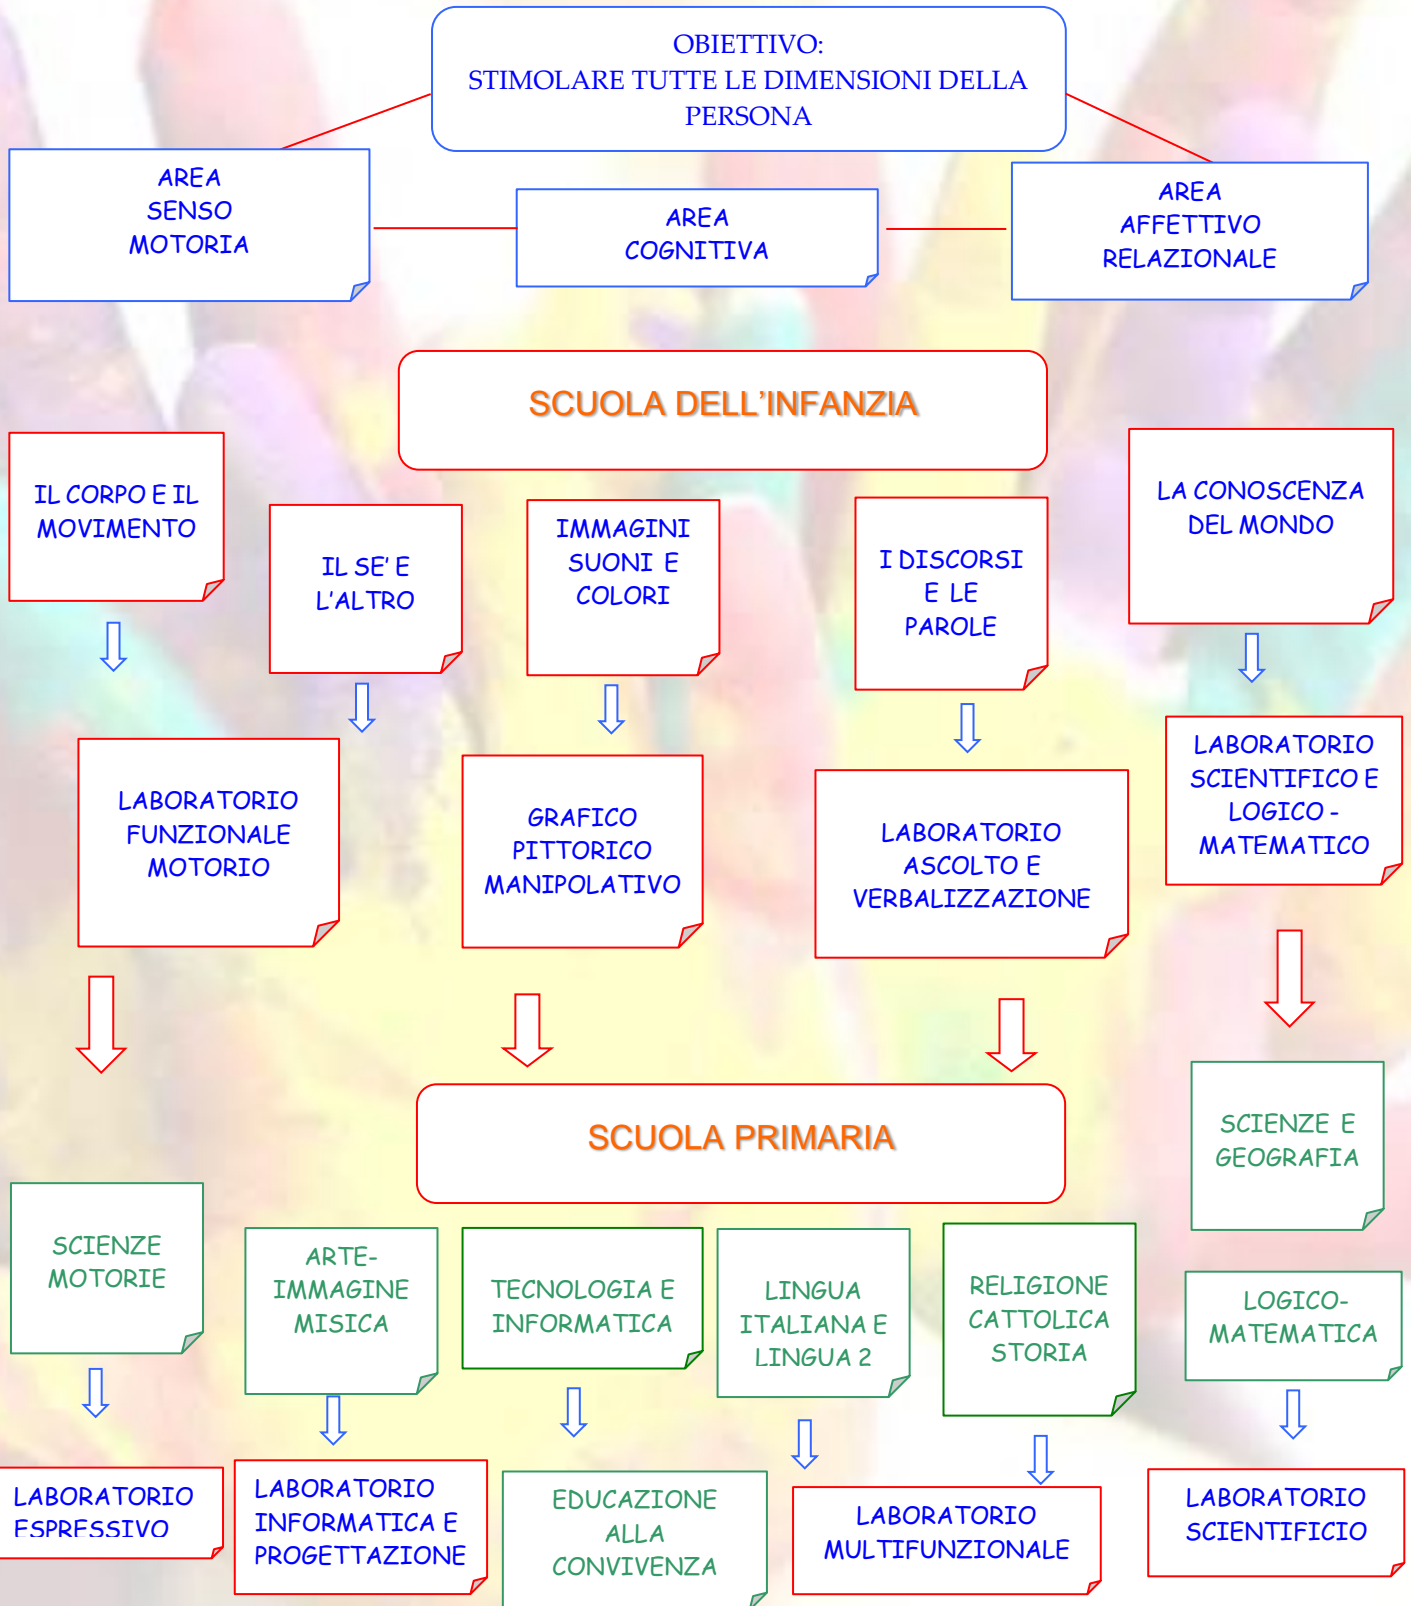 OBIETTIVO:
STIMOLARE TUTTE LE DIMENSIONI DELLA
PERSONA
AREA
SENSO
MOTORIA
AREA
COGNITIVA
AREA
AFFETTIVO
RELAZIONALE
SCUOLA DELL'INFANZIA
IL CORPO E IL
MOVIMENTO
IL SE' E
L'ALTRO
IMMAGINI
SUONI E
COLORI
I DISCORSI
E LE
PAROLE
LA CONOSCENZA
DEL MONDO
LABORATORIO
FUNZIONALE
MOTORIO
GRAFICO
PITTORICO
MANIPOLATIVO
LABORATORIO
ASCOLTO E
VERBALIZZAZIONE
LABORATORIO
SCIENTIFICO E
LOGICO -
MATEMATICO
SCUOLA PRIMARIA
SCIENZE E
GEOGRAFIA
SCIENZE
MOTORIE
ARTE-
IMMAGINE
MISICA
TECNOLOGIA E
INFORMATICA
LINGUA
ITALIANA E
LINGUA 2
RELIGIONE
CATTOLICA
STORIA
LOGICO-
MATEMATICA
LABORATORIO
ESPRESSIVO
LABORATORIO
INFORMATICA E
PROGETTAZIONE
EDUCAZIONE
ALLA
CONVIVENZA
LABORATORIO
MULTIFUNZIONALE
LABORATORIO
SCIENTIFICIO